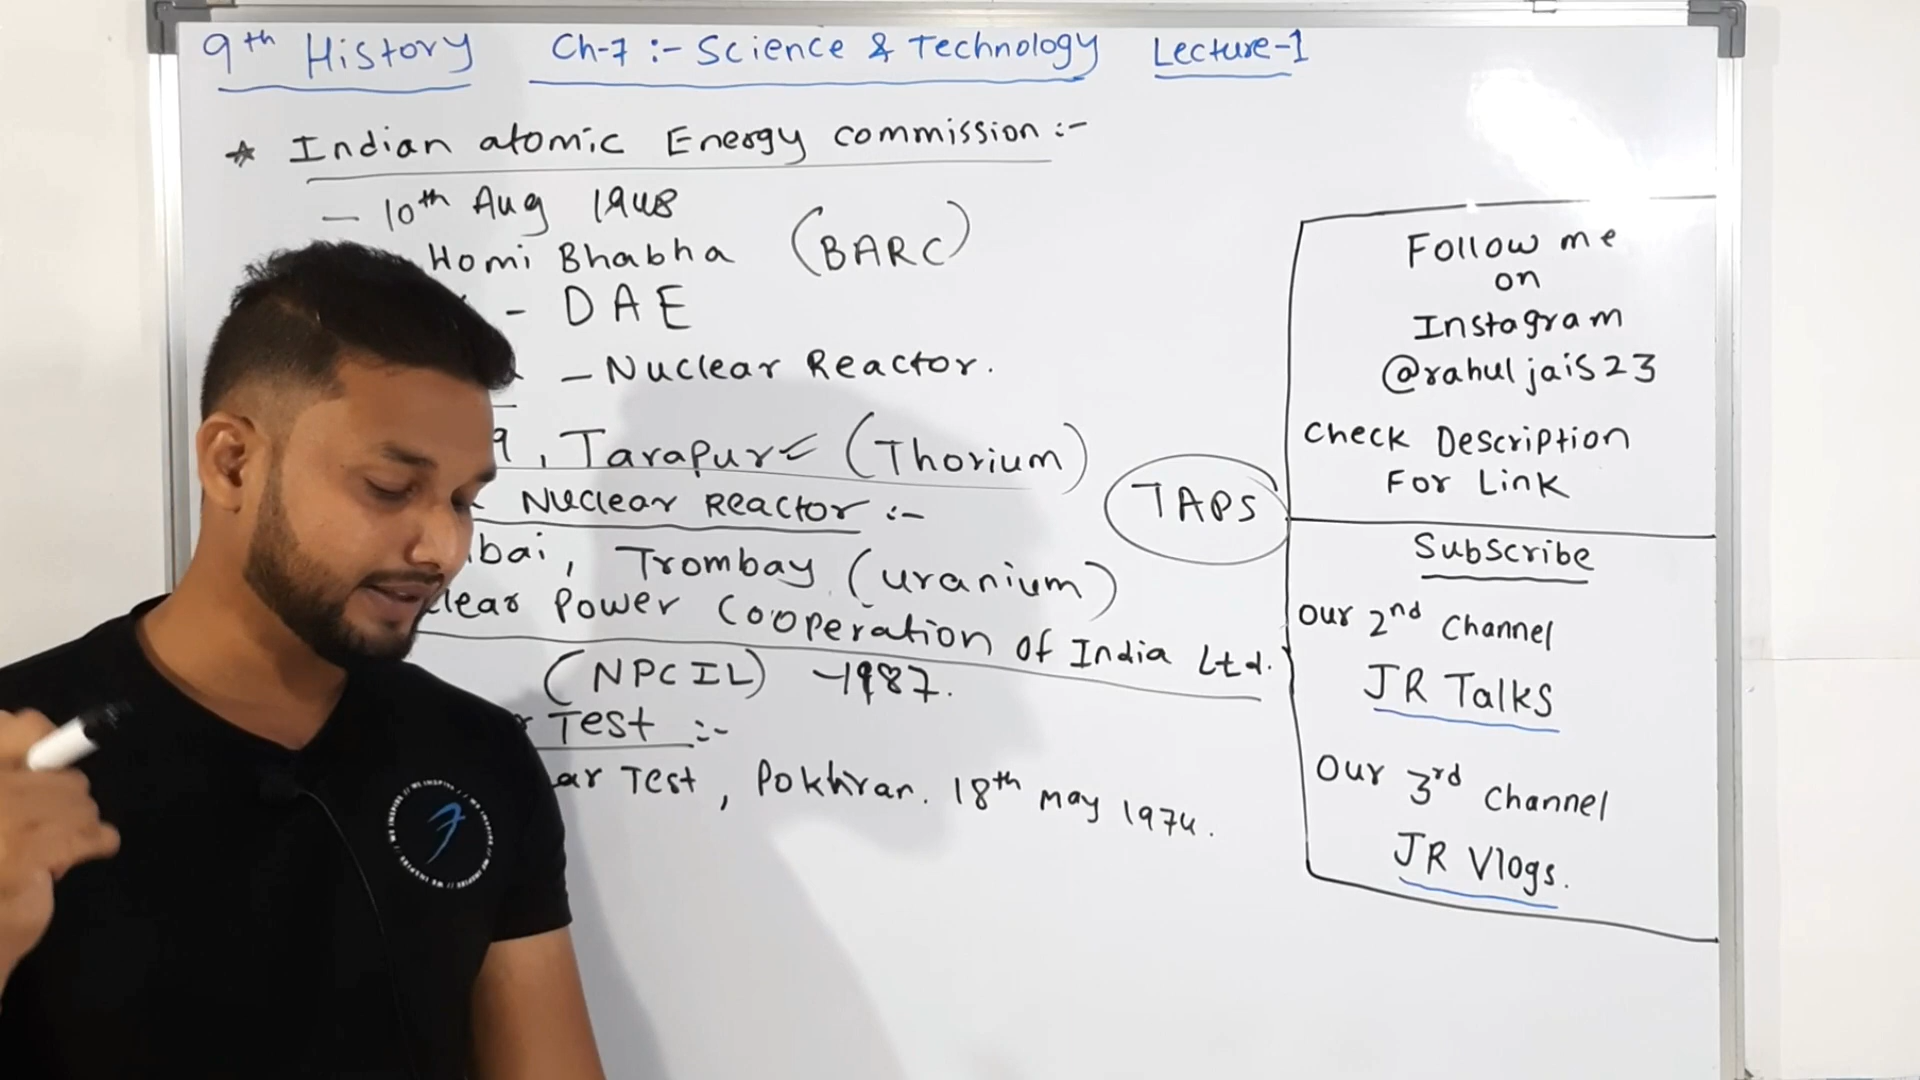 9th History Ch-7 :- Science & Technology Lecture-1
* Indian atomic Energy commission :-
- 10th Aug 1948
Homi Bhabha (BARC)
- DAE
- Nuclear Reactor.
9, Tarapur (Thorium)
Nuclear Reactor :-
bai, Trombay (uranium)
clear Power Cooperation of India Ltd.
(NPCIL) -1987.
Test :-
ar Test, Pokhran. 18th may 1974.
TAPS
Follow me
on
Instagram
@rahuljais23
Check Description
For Link
Subscribe
Our 2nd Channel
JR Talks
Our 3rd Channel
JR Vlogs.